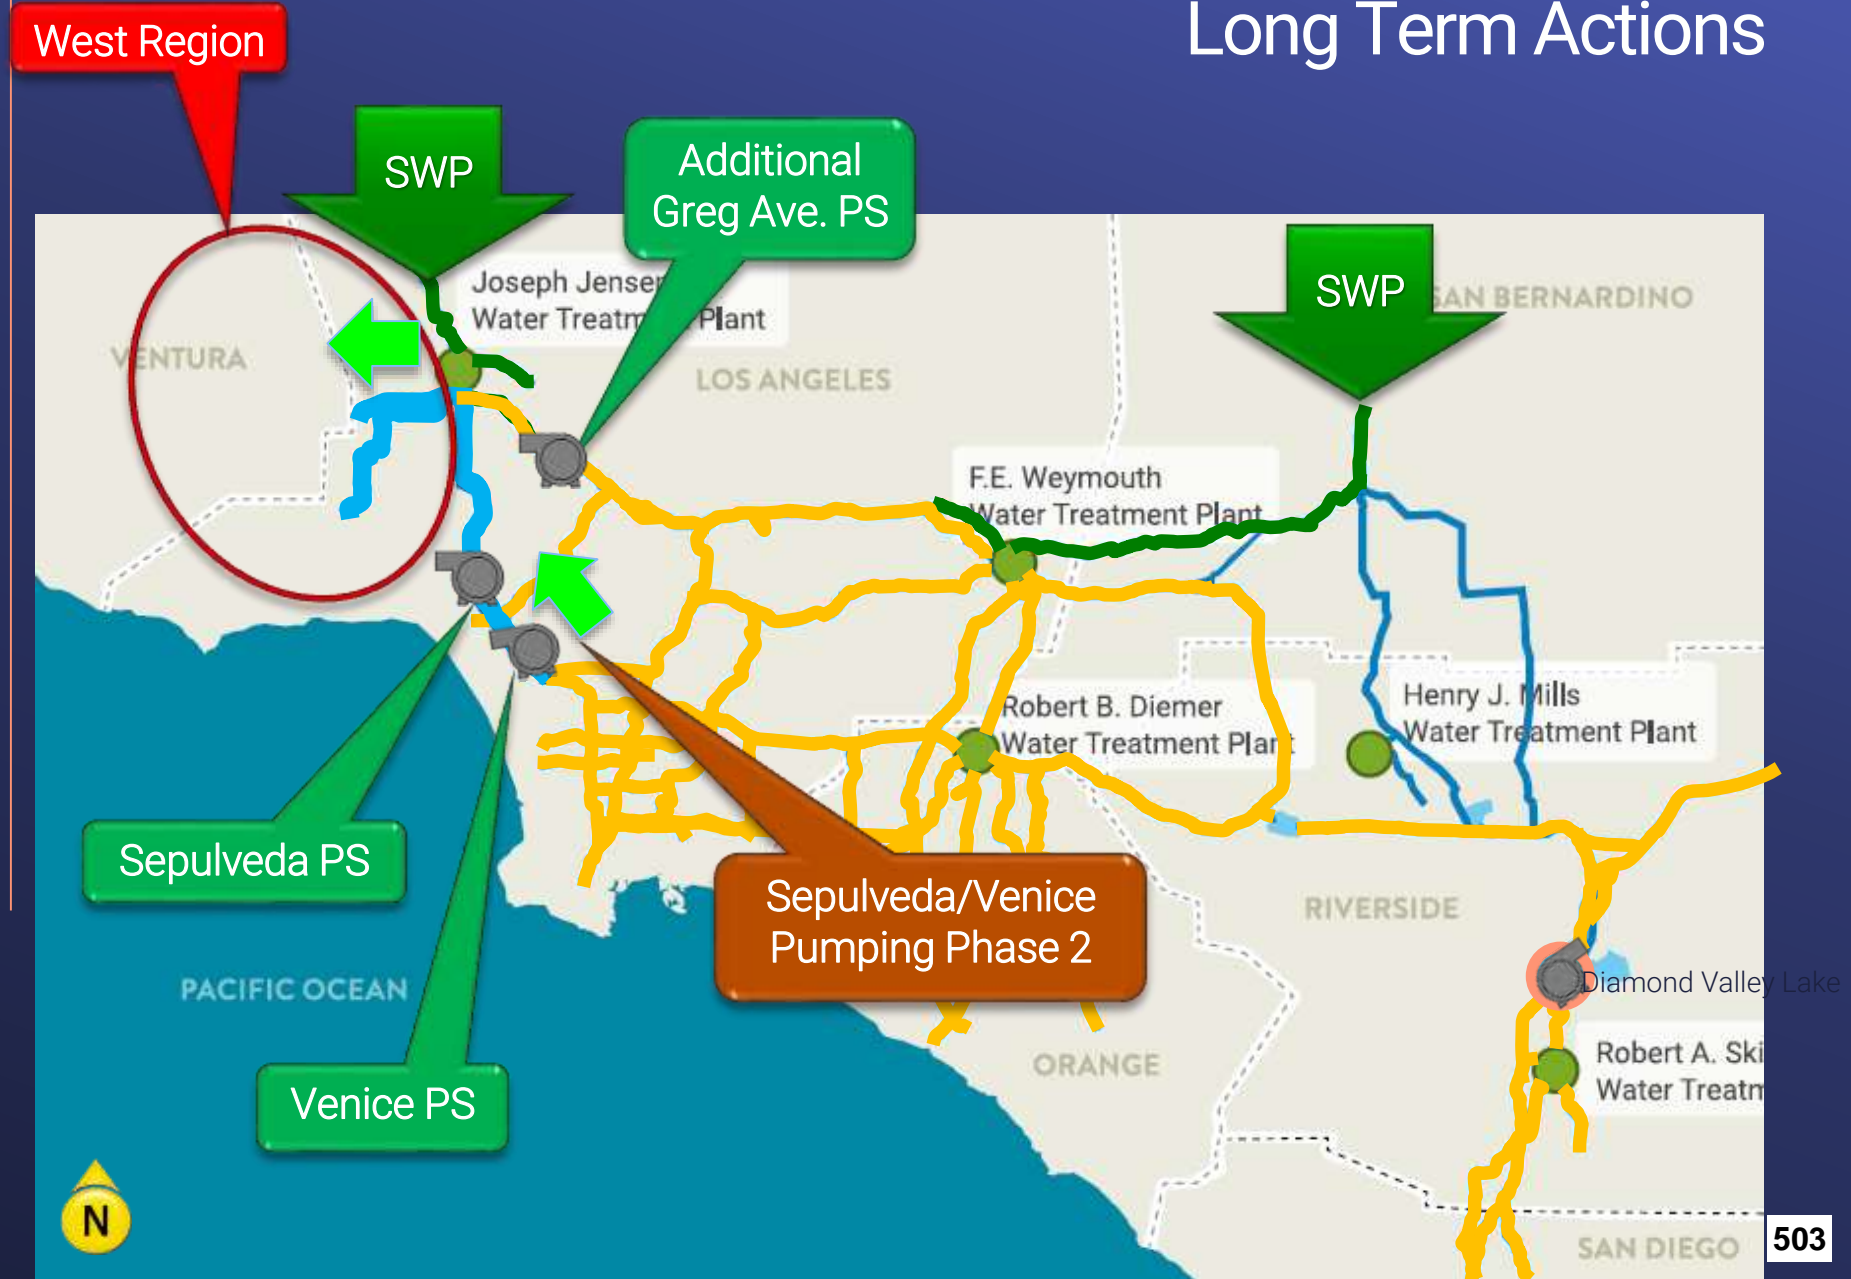 Long Term Actions
West Region
SWP
Additional
Greg Ave. PS
Joseph Jensen
Water Treatm Plant
SWP
SAN BERNARDINO
VENTURA
LOS ANGELES
F.E. Weymouth
Water Treatment Plant
Robert B. Diemer
Water Treatment Plant
Henry J. Mills
Water Treatment Plant
Sepulveda PS
Sepulveda/Venice
Pumping Phase 2
RIVERSIDE
PACIFIC OCEAN
Diamond Valley Lake
Venice PS
ORANGE
Robert A. Ski
Water Treatm
N
SAN DIEGO
503